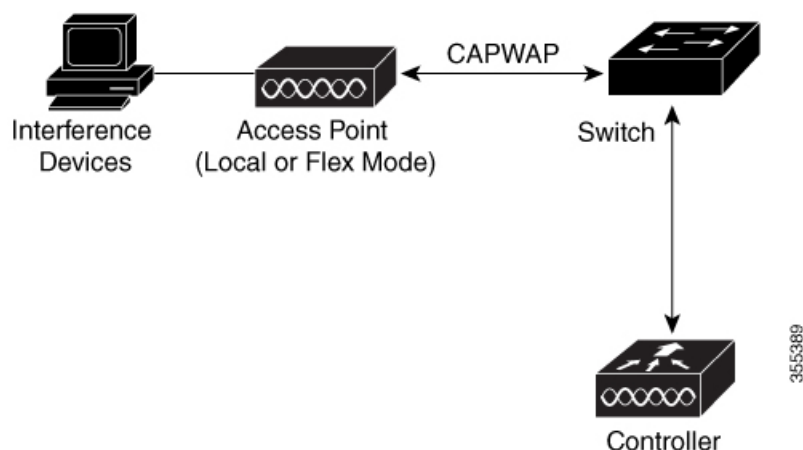 CAPWAP
Interference
Devices
Access Point
(Local or Flex Mode)
Switch
355389
Controller